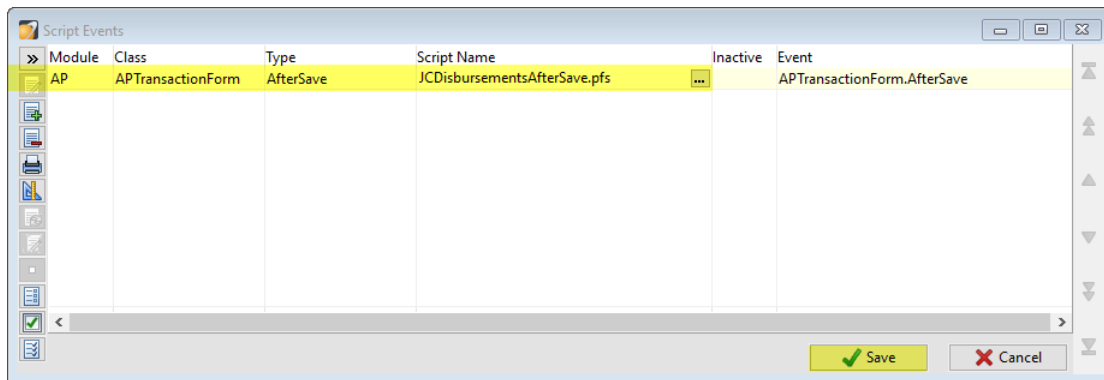 Script Events
» Module Class Type Script Name Inactive Event
AP APTransactionForm AfterSave JCDisbursementsAfterSave.pfs ... APTransactionForm.AfterSave
Save Cancel